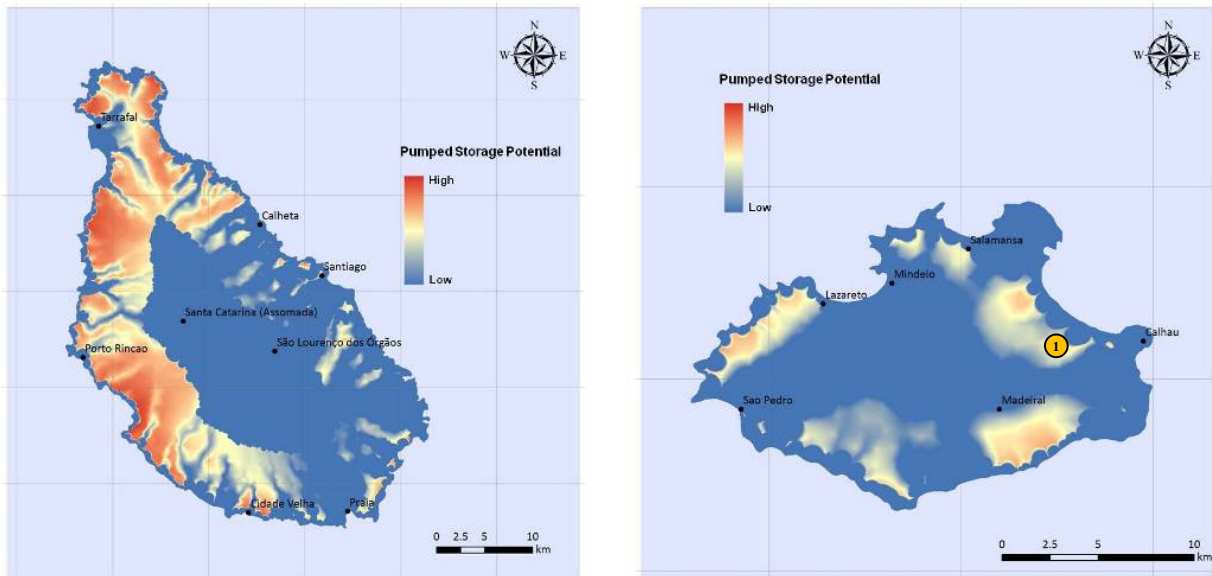 N
W E
S
Pumped Storage Potential
High
Low
Tarrafal
Calheta
Santiago
Santa Catarina (Assomada)
São Lourenço dos Órgãos
Porto Rincao
Cidade Velha
Praia
0 2.5 5 10
km
N
W E
S
Pumped Storage Potential
High
Low
Salamansa
Mindeio
Lazareto
Calhau
1
Sao Pedro
Madeiral
0 2.5 5 10
km